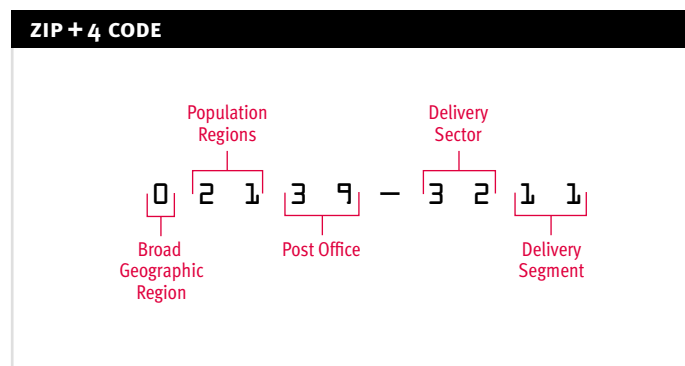 ZIP + 4 CODE
Population
Regions
Delivery
Sector
0 2 1 3 9 – 3 2 1 1
Broad
Geographic
Region
Post Office
Delivery
Segment